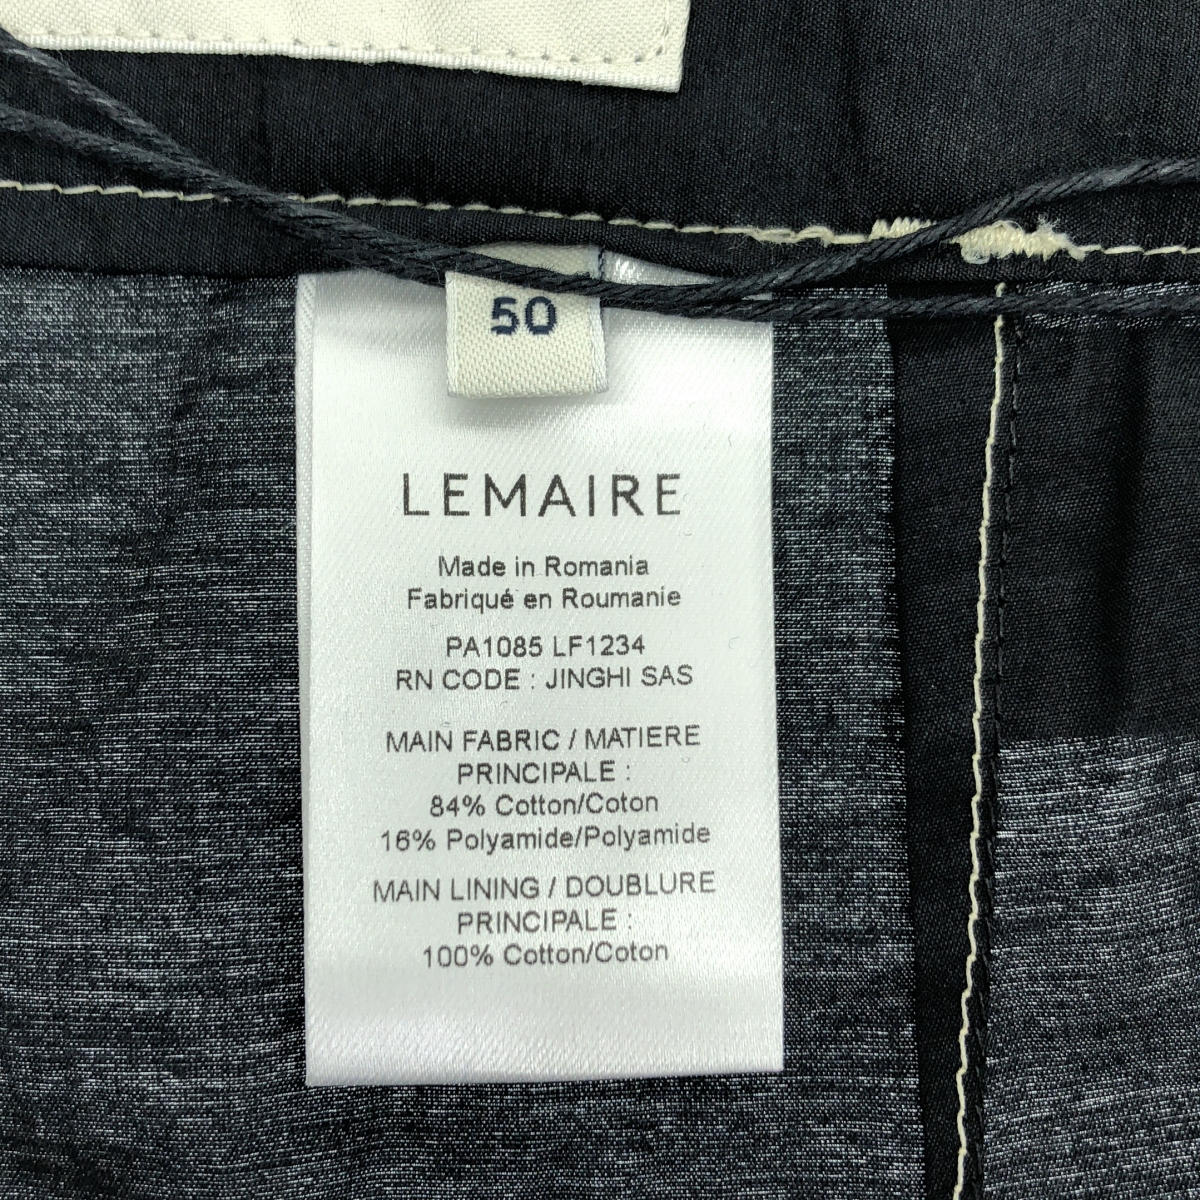 50
LEMAIRE
Made in Romania
Fabriqué en Roumanie
PA1085 LF1234
RN CODE : JINGHI SAS
MAIN FABRIC / MATIERE
PRINCIPALE :
84% Cotton/Coton
16% Polyamide/Polyamide
MAIN LINING / DOUBLURE
PRINCIPALE :
100% Cotton/Coton